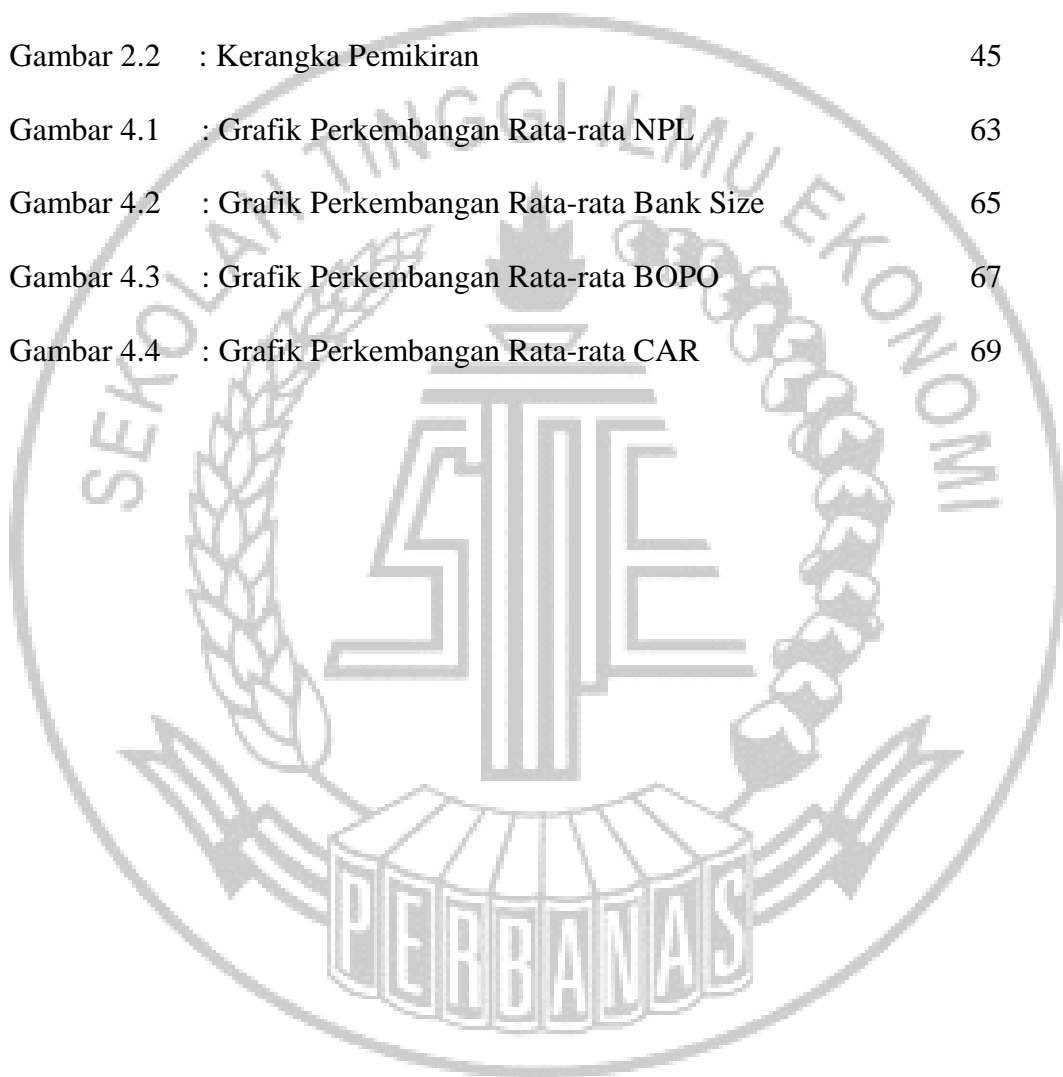 Gambar 2.2 : Kerangka Pemikiran 45
Gambar 4.1 : Grafik Perkembangan Rata-rata NPL 63
Gambar 4.2 : Grafik Perkembangan Rata-rata Bank Size 65
Gambar 4.3 : Grafik Perkembangan Rata-rata BOPO 67
Gambar 4.4 : Grafik Perkembangan Rata-rata CAR 69
SEKOLAH TINGGI ILMU EKONOMI
STIE
PERBANAS